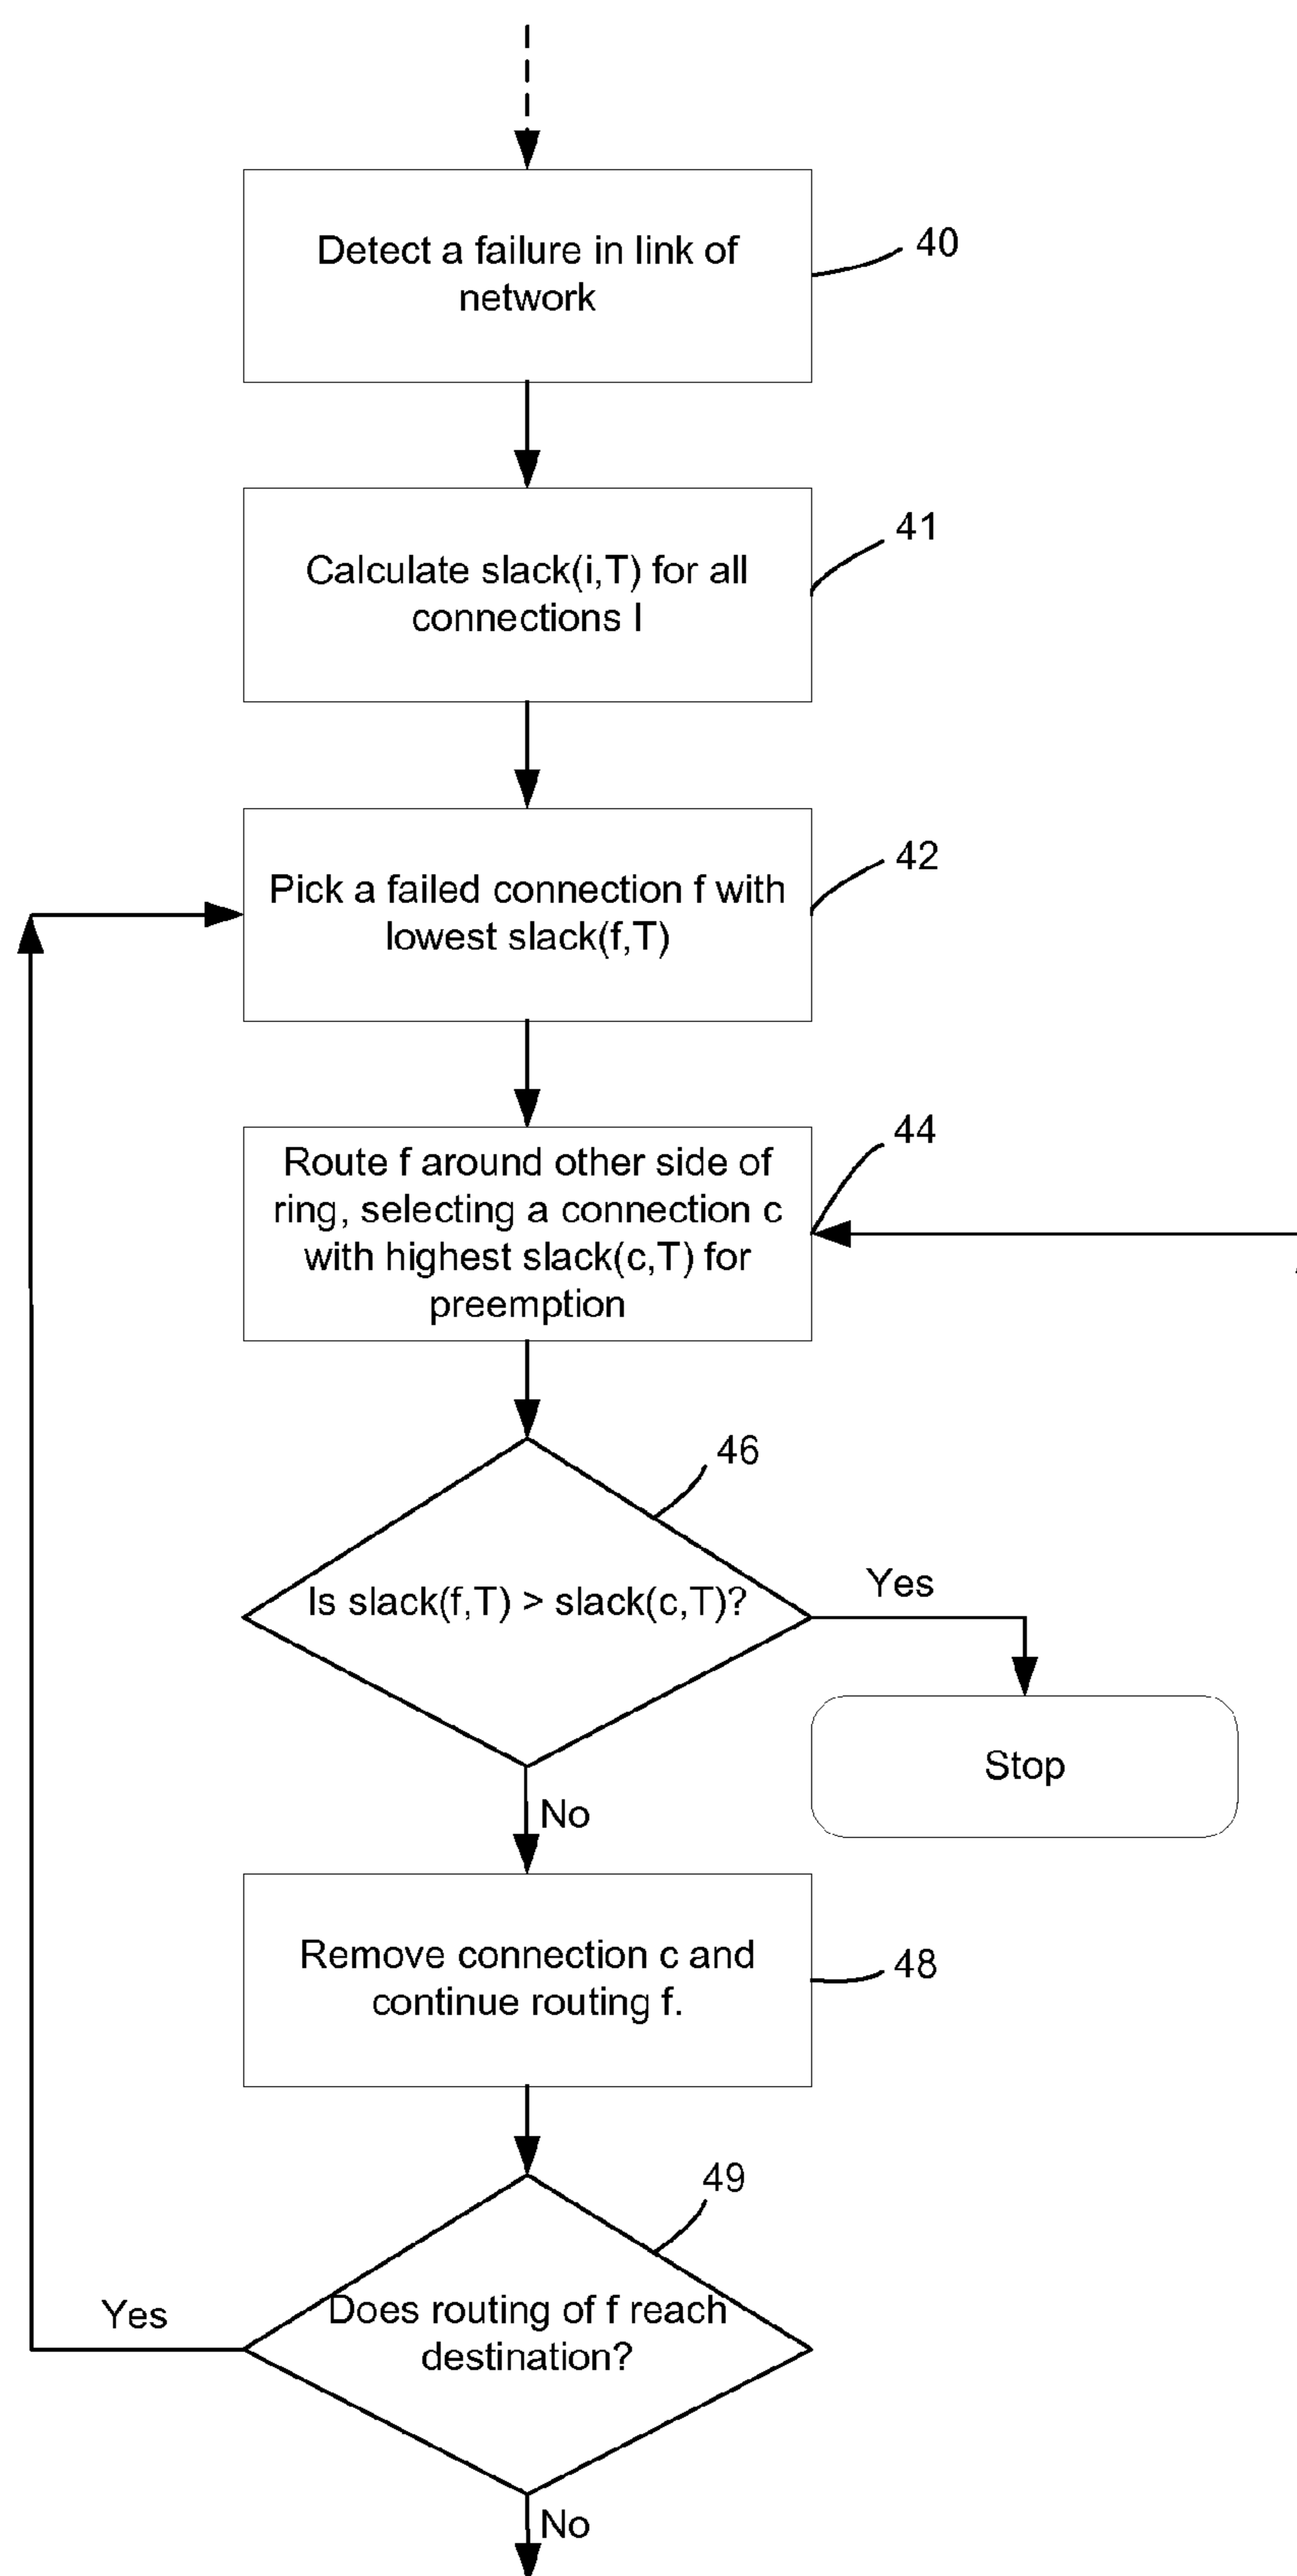 Detect a failure in link of
network
40
Calculate slack(i,T) for all
connections I
41
Pick a failed connection f with
lowest slack(f,T)
42
Route f around other side of
ring, selecting a connection c
with highest slack(c,T) for
preemption
44
Is slack(f,T) > slack(c,T)?
46
Yes
Stop
No
Remove connection c and
continue routing f.
48
Does routing of f reach
destination?
49
Yes
No